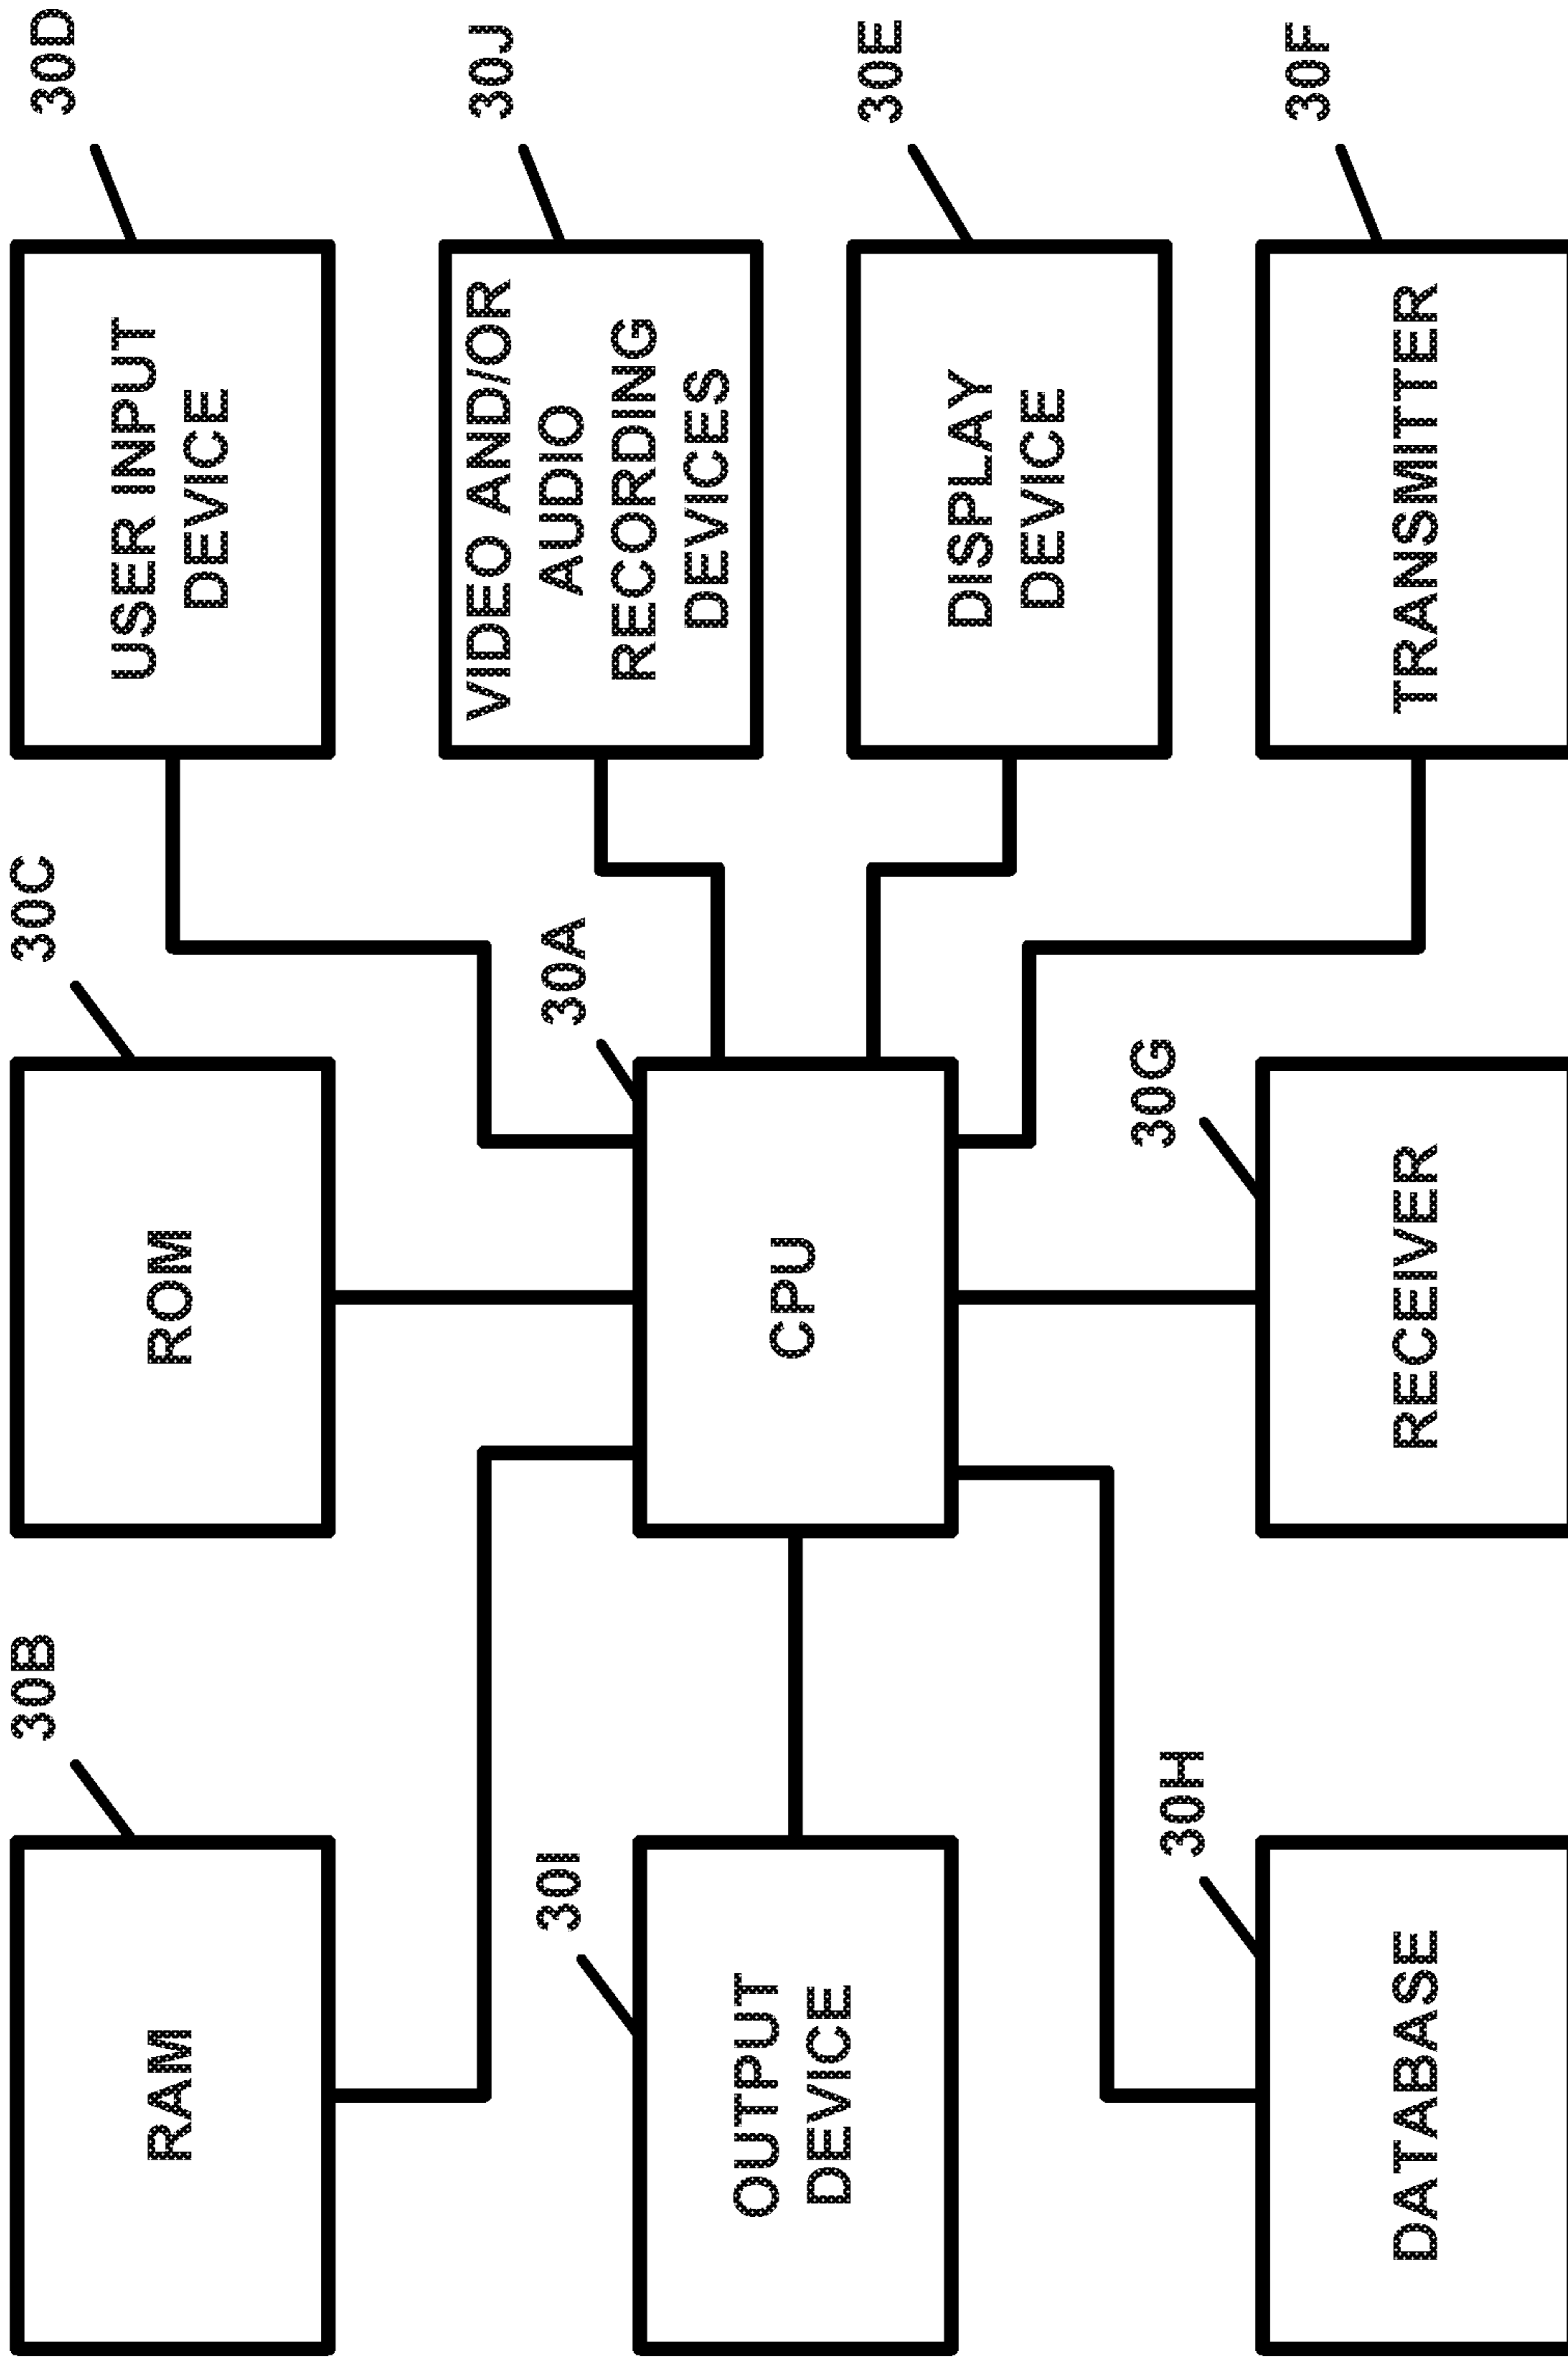 30B
RAM
30C
ROM
30D
USER INPUT
DEVICE
30J
VIDEO AND/OR
AUDIO
RECORDING
DEVICES
30I
OUTPUT
DEVICE
30A
CPU
30E
DISPLAY
DEVICE
30H
DATABASE
30G
RECEIVER
30F
TRANSMITTER